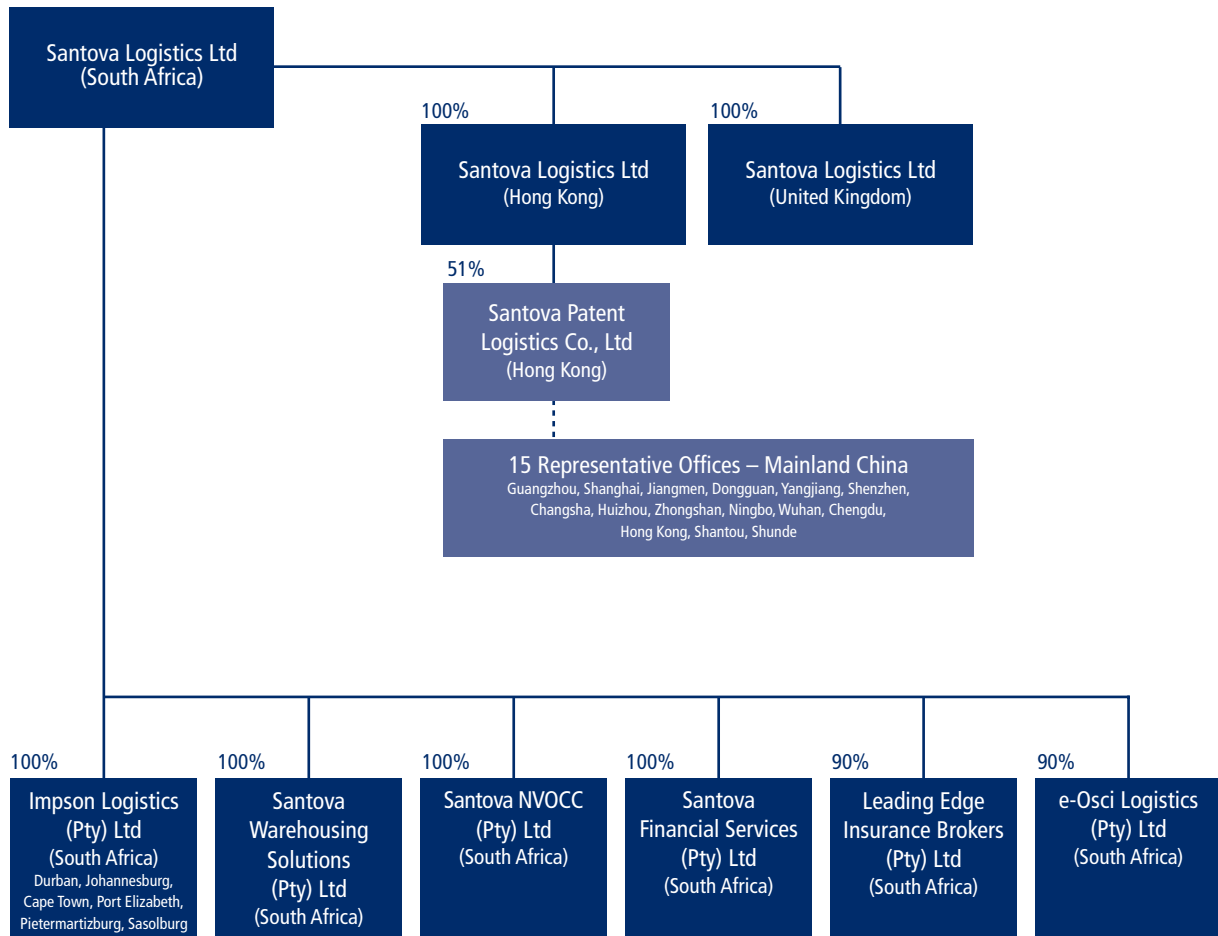 Santova Logistics Ltd
(South Africa)
100%
Santova Logistics Ltd
(Hong Kong)
100%
Santova Logistics Ltd
(United Kingdom)
51%
Santova Patent
Logistics Co., Ltd
(Hong Kong)
15 Representative Offices – Mainland China
Guangzhou, Shanghai, Jiangmen, Dongguan, Yangjiang, Shenzhen,
Changsha, Huizhou, Zhongshan, Ningbo, Wuhan, Chengdu,
Hong Kong, Shantou, Shunde
100%
Impson Logistics
(Pty) Ltd
(South Africa)
Durban, Johannesburg,
Cape Town, Port Elizabeth,
Pietermartizburg, Sasolburg
100%
Santova
Warehousing
Solutions
(Pty) Ltd
(South Africa)
100%
Santova NVOCC
(Pty) Ltd
(South Africa)
100%
Santova
Financial Services
(Pty) Ltd
(South Africa)
90%
Leading Edge
Insurance Brokers
(Pty) Ltd
(South Africa)
90%
e-Osci Logistics
(Pty) Ltd
(South Africa)